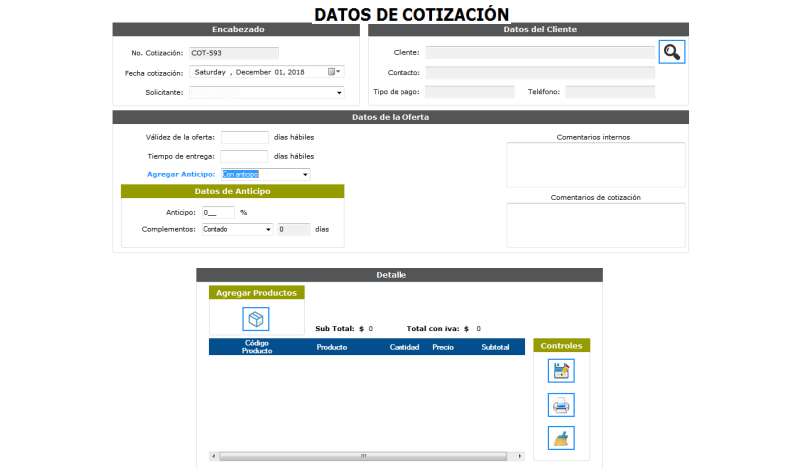 DATOS DE COTIZACIÓN
Encabezado
No. Cotización: COT-593
Fecha cotización: Saturday , December 01, 2018
Solicitante:
Datos del Cliente
Cliente:
Contacto:
Tipo de pago: Teléfono:
Datos de la Oferta
Válidez de la oferta: días hábiles
Tiempo de entrega: días hábiles
Agregar Anticipo: Con anticipo
Datos de Anticipo
Anticipo: 0__ %
Complementos: Contado 0 días
Comentarios internos
Comentarios de cotización
Detalle
Agregar Productos
Sub Total: $ 0 Total con iva: $ 0
Código
Producto Producto Cantidad Precio Subtotal
Controles